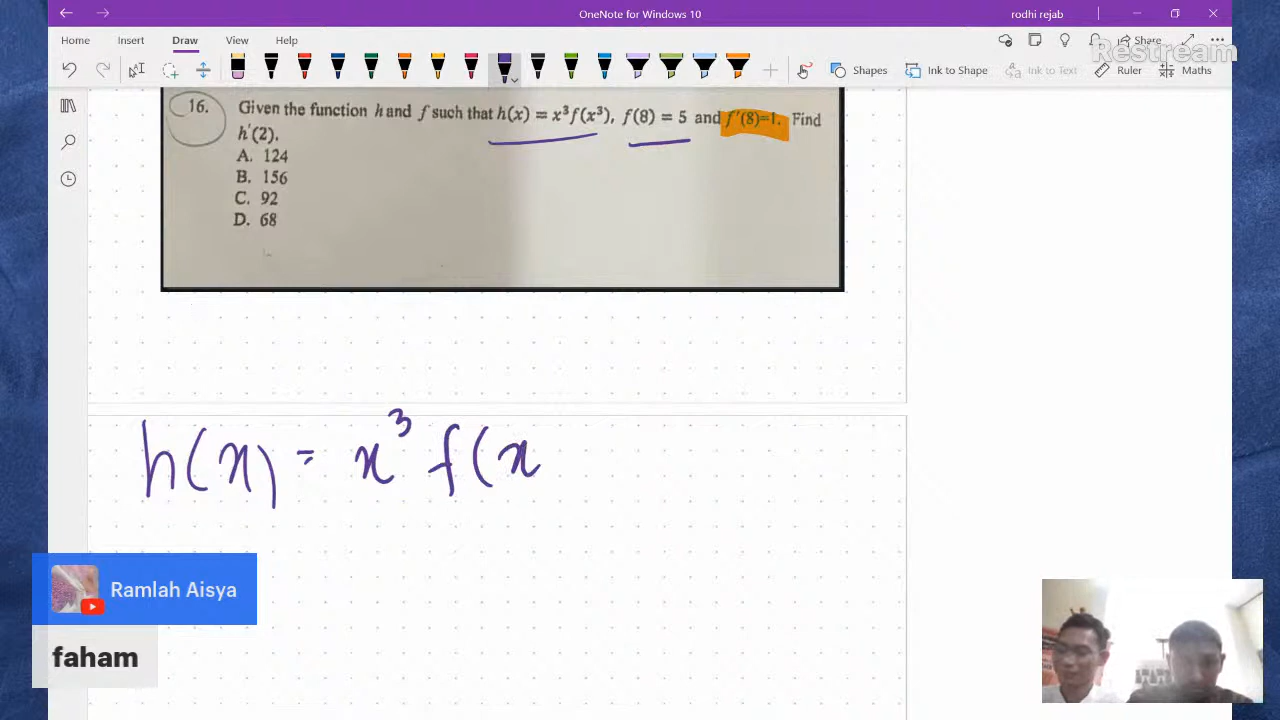 OneNote for Windows 10
rodhi rejab
Home Insert Draw View Help
Restream
Shapes Ink to Shape Ink to Text Share Ruler Maths
16. Given the function h and f such that h(x) = x³f(x³), f(8) = 5 and f'(8)=1. Find
h'(2).
A. 124
B. 156
C. 92
D. 68
h(x) = x³ f(x
Ramlah Aisya
faham